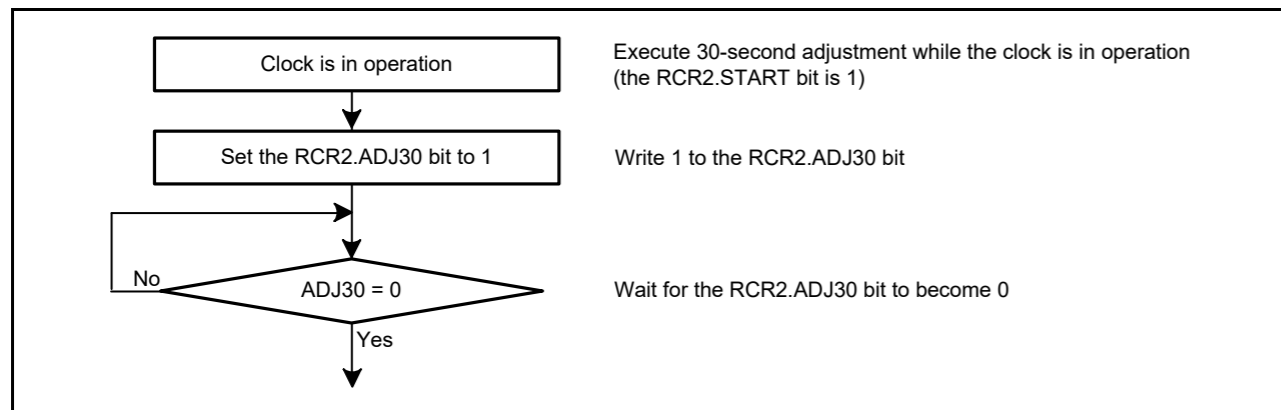 Clock is in operation
Execute 30-second adjustment while the clock is in operation
(the RCR2.START bit is 1)
Set the RCR2.ADJ30 bit to 1
Write 1 to the RCR2.ADJ30 bit
No
ADJ30 = 0
Wait for the RCR2.ADJ30 bit to become 0
Yes